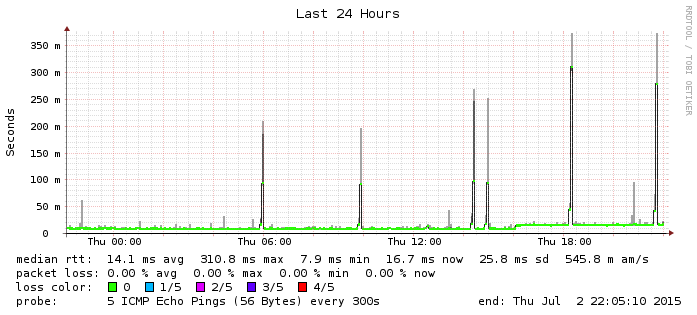 Last 24 Hours
RRDTOOL / TOBI OETIKER
Seconds
350 m
300 m
250 m
200 m
150 m
100 m
50 m
0
Thu 00:00 Thu 06:00 Thu 12:00 Thu 18:00
median rtt: 14.1 ms avg 310.8 ms max 7.9 ms min 16.7 ms now 25.8 ms sd 545.8 m am/s
packet loss: 0.00 % avg 0.00 % max 0.00 % min 0.00 % now
loss color: 0 1/5 2/5 3/5 4/5
probe: 5 ICMP Echo Pings (56 Bytes) every 300s end: Thu Jul 2 22:05:10 2015